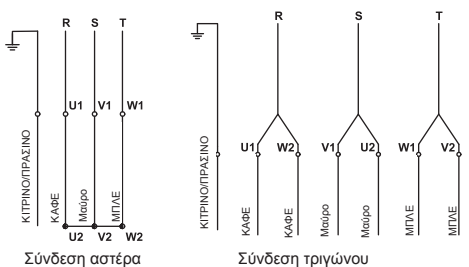 R S T
U1 V1 W1
ΚΙΤΡΙΝΟ/ΠΡΑΣΙΝΟ
ΚΑΦΕ
Μαύρο
ΜΠΛΕ
U2 V2 W2
Σύνδεση αστέρα
R S T
U1 W2 V1 U2 W1 V2
ΚΙΤΡΙΝΟ/ΠΡΑΣΙΝΟ
ΚΑΦΕ
ΚΑΦΕ
Μαύρο
Μαύρο
ΜΠΛΕ
ΜΠΛΕ
Σύνδεση τριγώνου